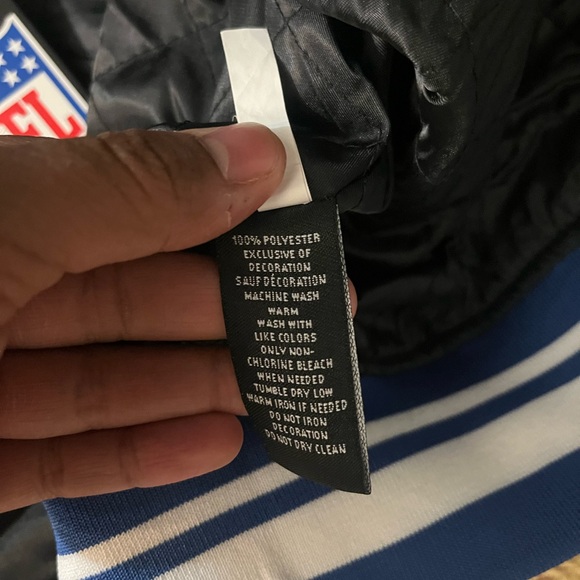 FL
100% POLYESTER
EXCLUSIVE OF
DECORATION
SAUF DÉCORATION
MACHINE WASH
WARM
WASH WITH
LIKE COLORS
ONLY NON-
CHLORINE BLEACH
WHEN NEEDED
TUMBLE DRY LOW
WARM IRON IF NEEDED
DO NOT IRON
DECORATION
DO NOT DRY CLEAN